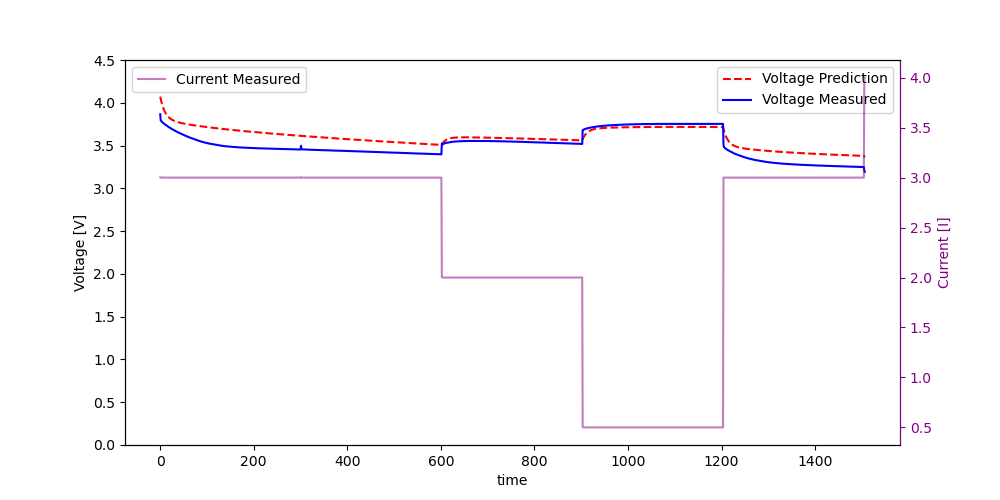 Current Measured
Voltage Prediction
Voltage Measured
4.5
4.0
3.5
3.0
2.5
2.0
1.5
1.0
0.5
0.0
Voltage [V]
4.0
3.5
3.0
2.5
2.0
1.5
1.0
0.5
Current [I]
0 200 400 600 800 1000 1200 1400
time